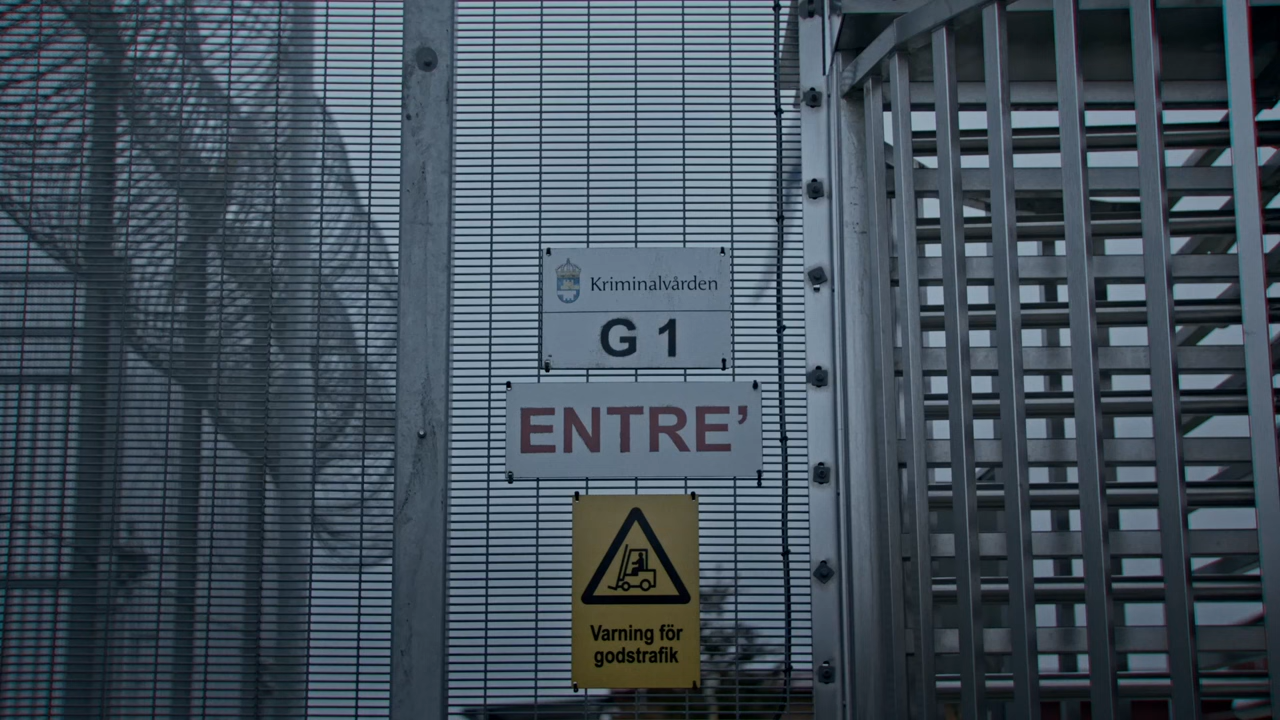 Kriminalvården
G 1
ENTRE’
Varning för
godstrafik